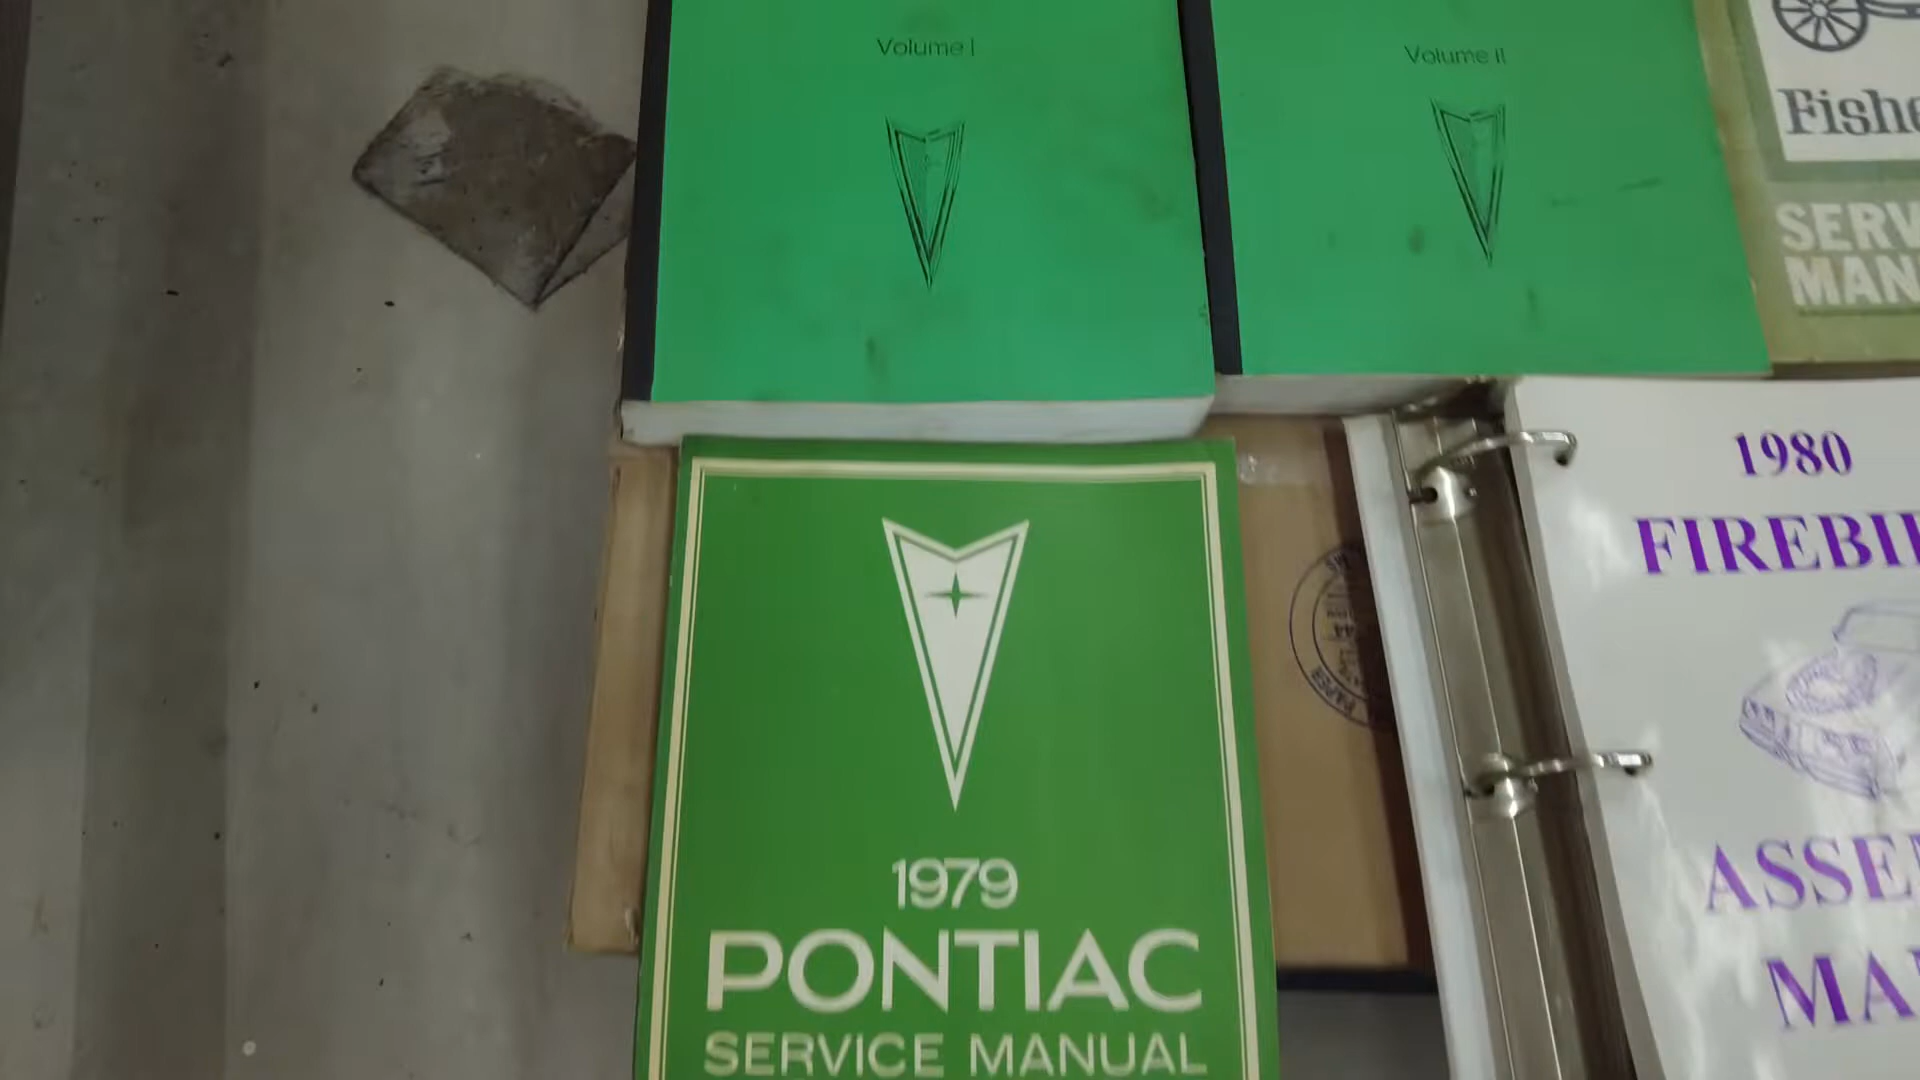 Volume I
Volume II
Fishe
SERV
MAN
1979
PONTIAC
SERVICE MANUAL
1980
FIREBI
ASSE
MA